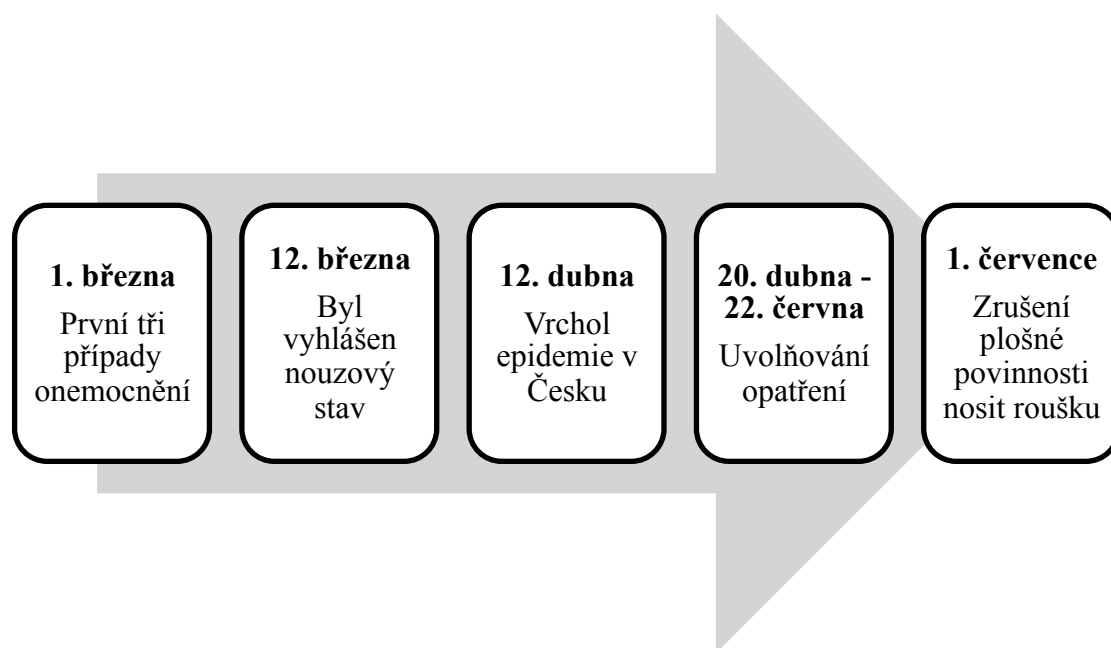 1. března
První tři
případy
onemocnění
12. března
Byl
vyhlášen
nouzový
stav
12. dubna
Vrchol
epidemie v
Česku
20. dubna -
22. června
Uvolňování
opatření
1. července
Zrušení
plošné
povinnosti
nosit roušku